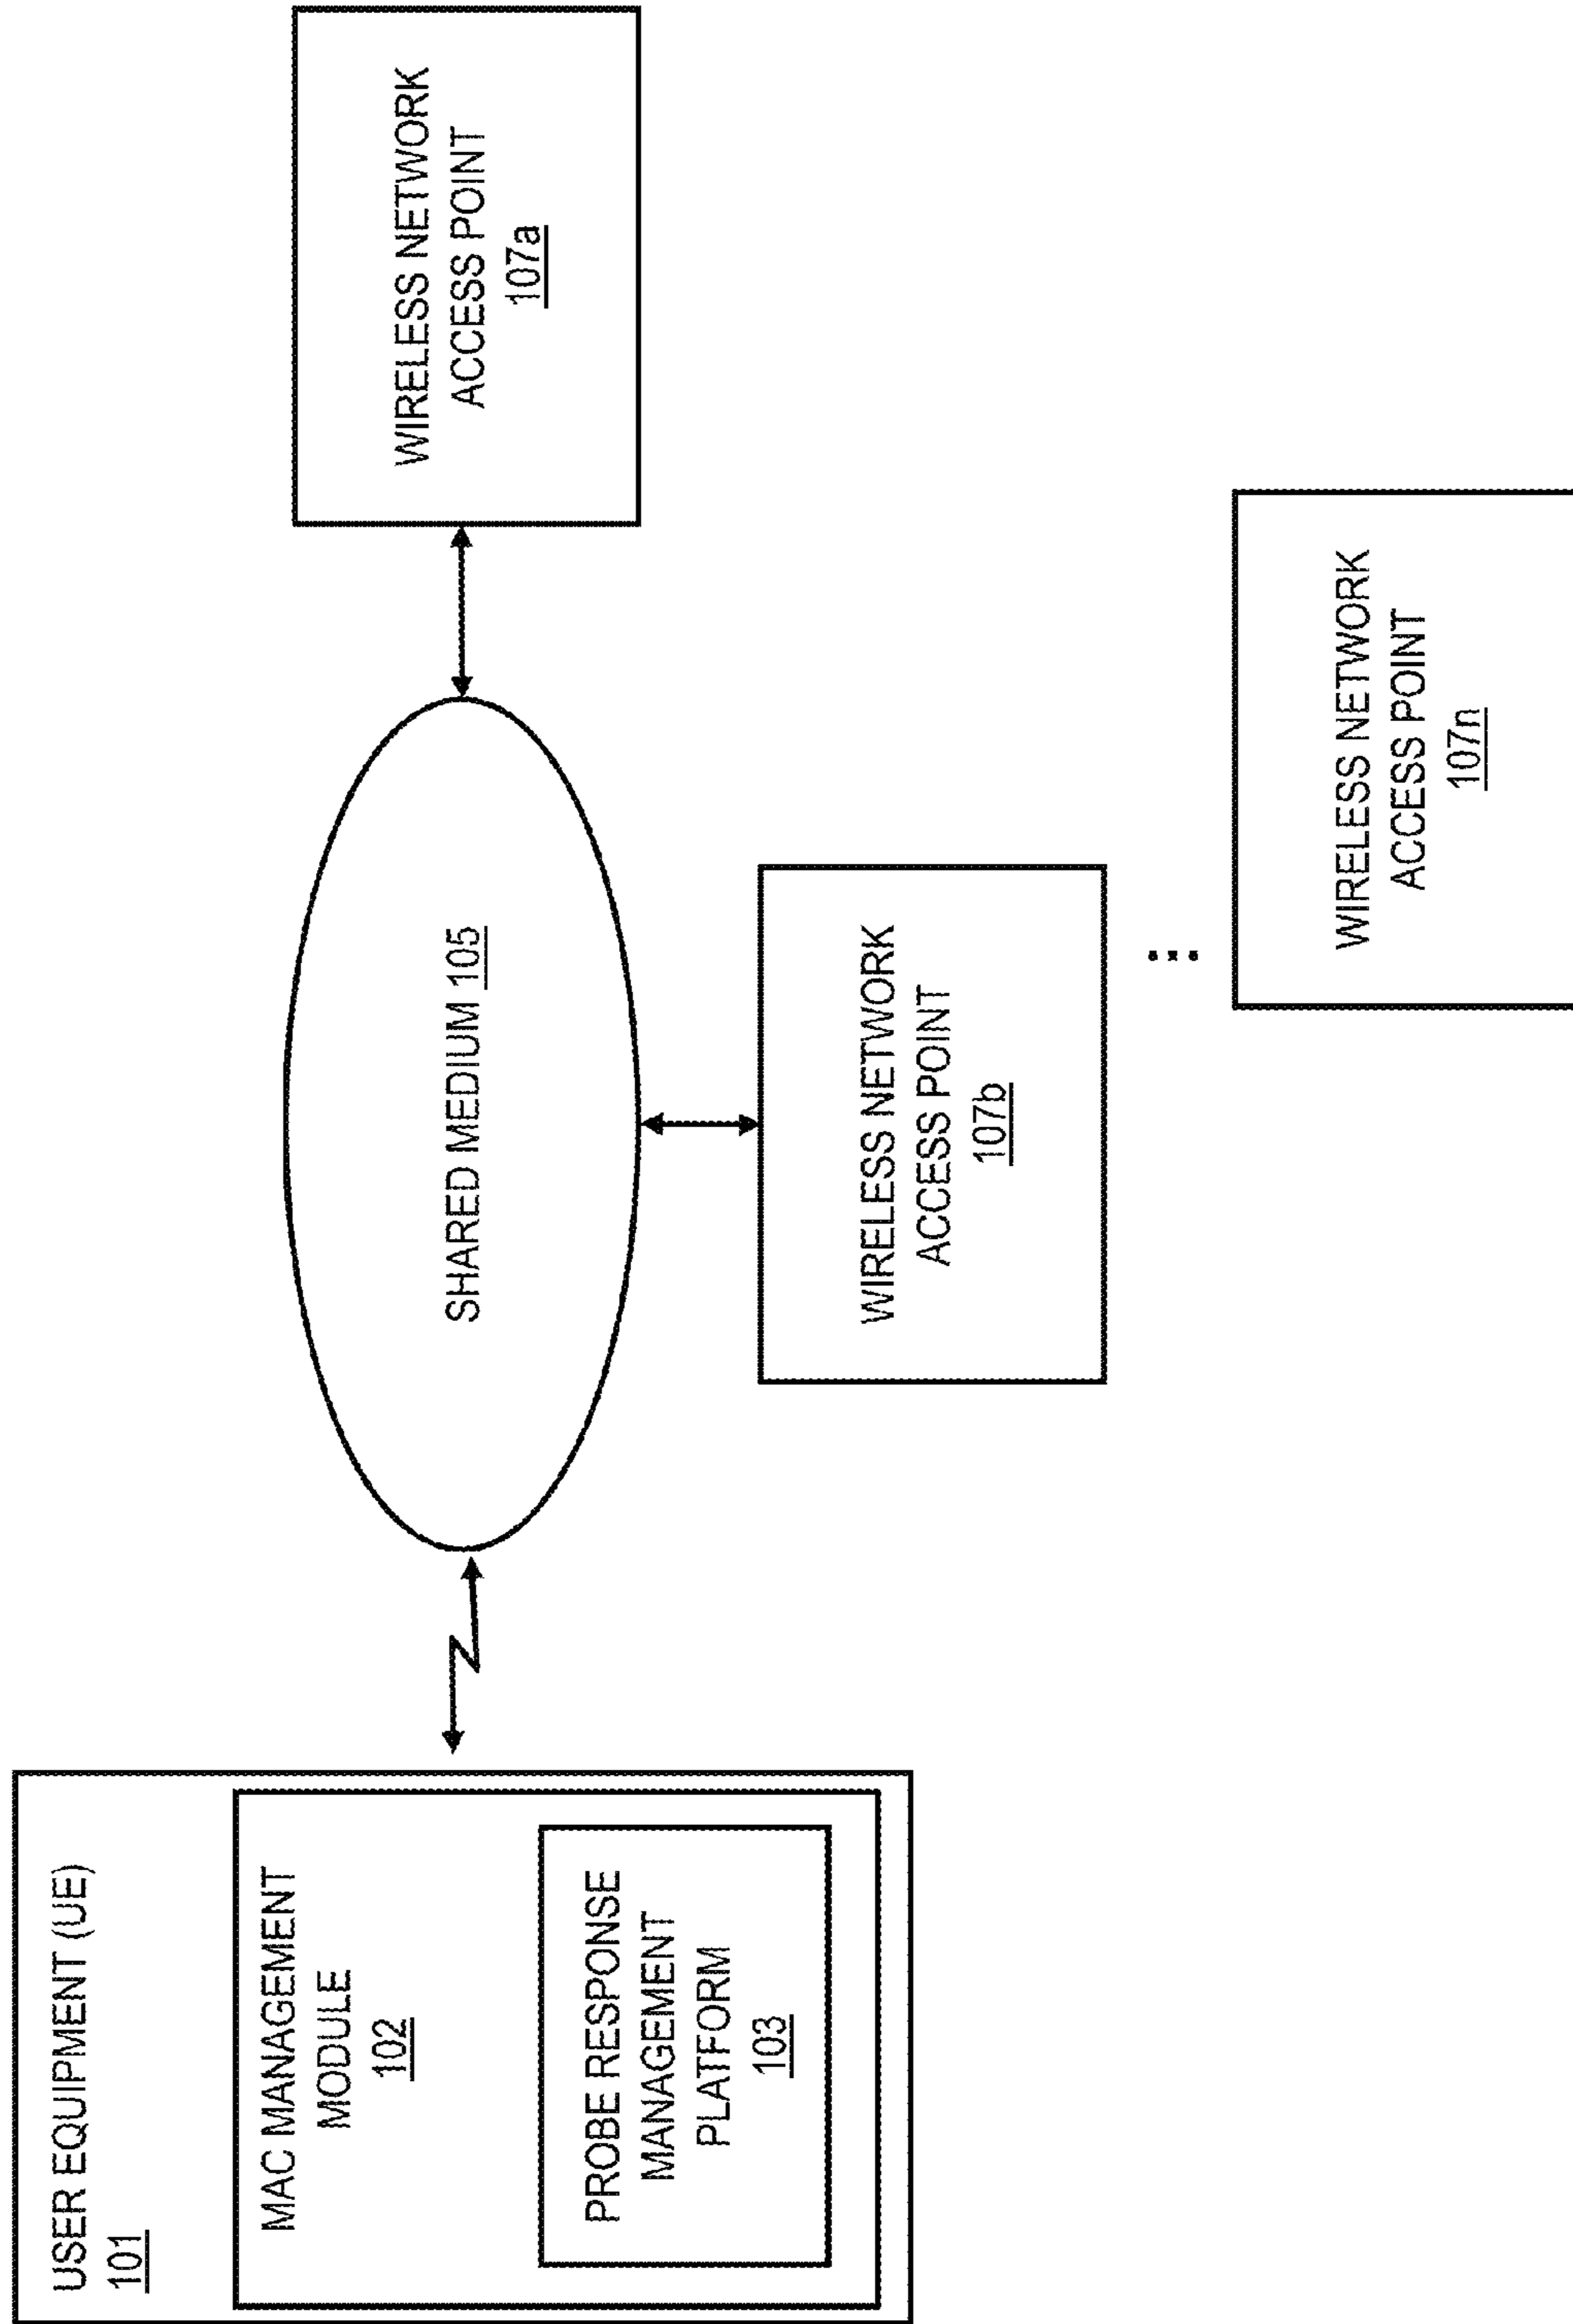 USER EQUIPMENT (UE)
101
MAC MANAGEMENT
MODULE
102
PROBE RESPONSE
MANAGEMENT
PLATFORM
103
SHARED MEDIUM 105
WIRELESS NETWORK
ACCESS POINT
107a
WIRELESS NETWORK
ACCESS POINT
107b
...
WIRELESS NETWORK
ACCESS POINT
107n